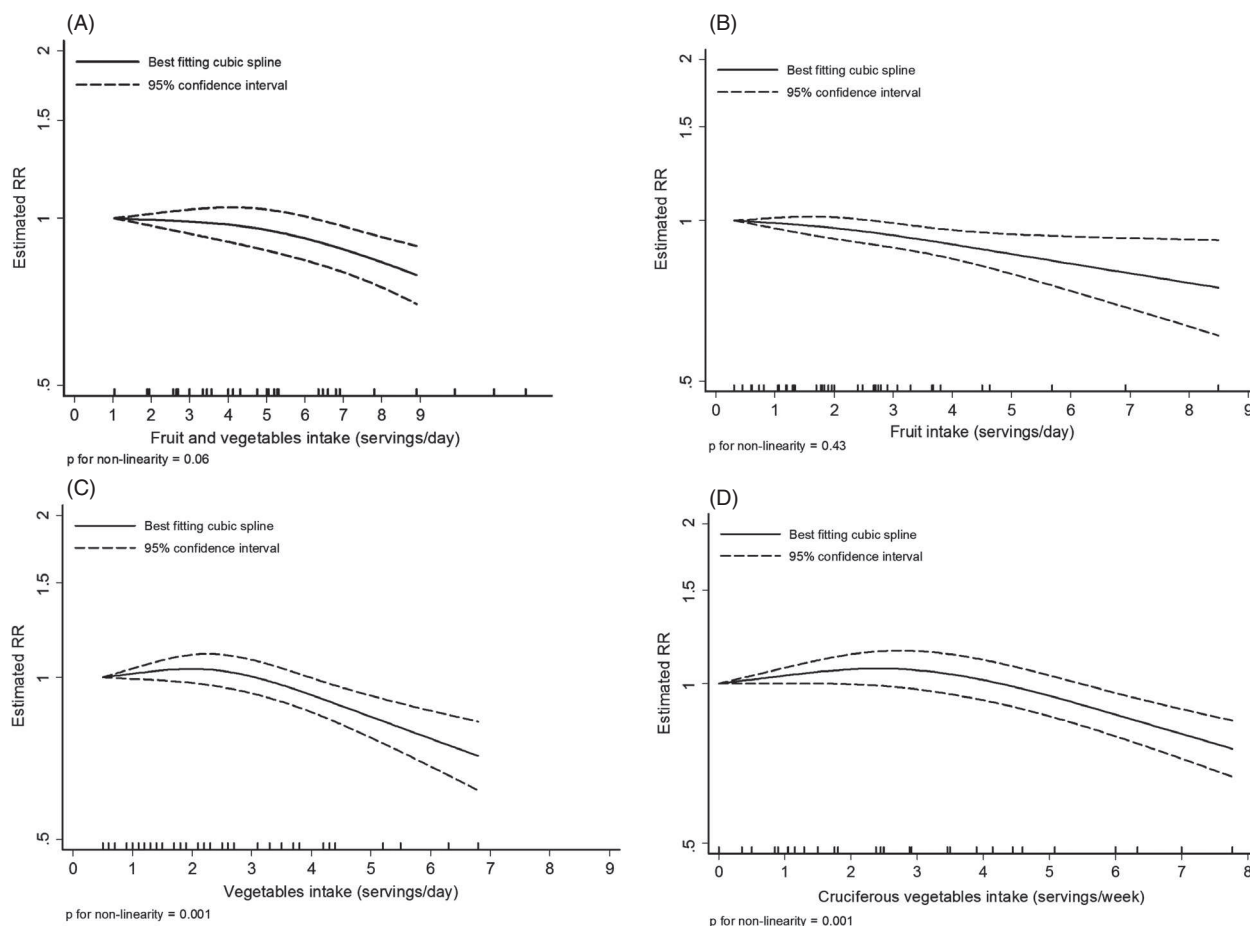 (A)
2
1.5
1
.5
Estimated RR
Best fitting cubic spline
95% confidence interval
0 1 2 3 4 5 6 7 8 9
Fruit and vegetables intake (servings/day)
p for non-linearity = 0.06
(B)
2
1.5
1
.5
Estimated RR
Best fitting cubic spline
95% confidence interval
0 1 2 3 4 5 6 7 8 9
Fruit intake (servings/day)
p for non-linearity = 0.43
(C)
2
1.5
1
.5
Estimated RR
Best fitting cubic spline
95% confidence interval
0 1 2 3 4 5 6 7 8 9
Vegetables intake (servings/day)
p for non-linearity = 0.001
(D)
2
1.5
1
.5
Estimated RR
Best fitting cubic spline
95% confidence interval
0 1 2 3 4 5 6 7 8
Cruciferous vegetables intake (servings/week)
p for non-linearity = 0.001